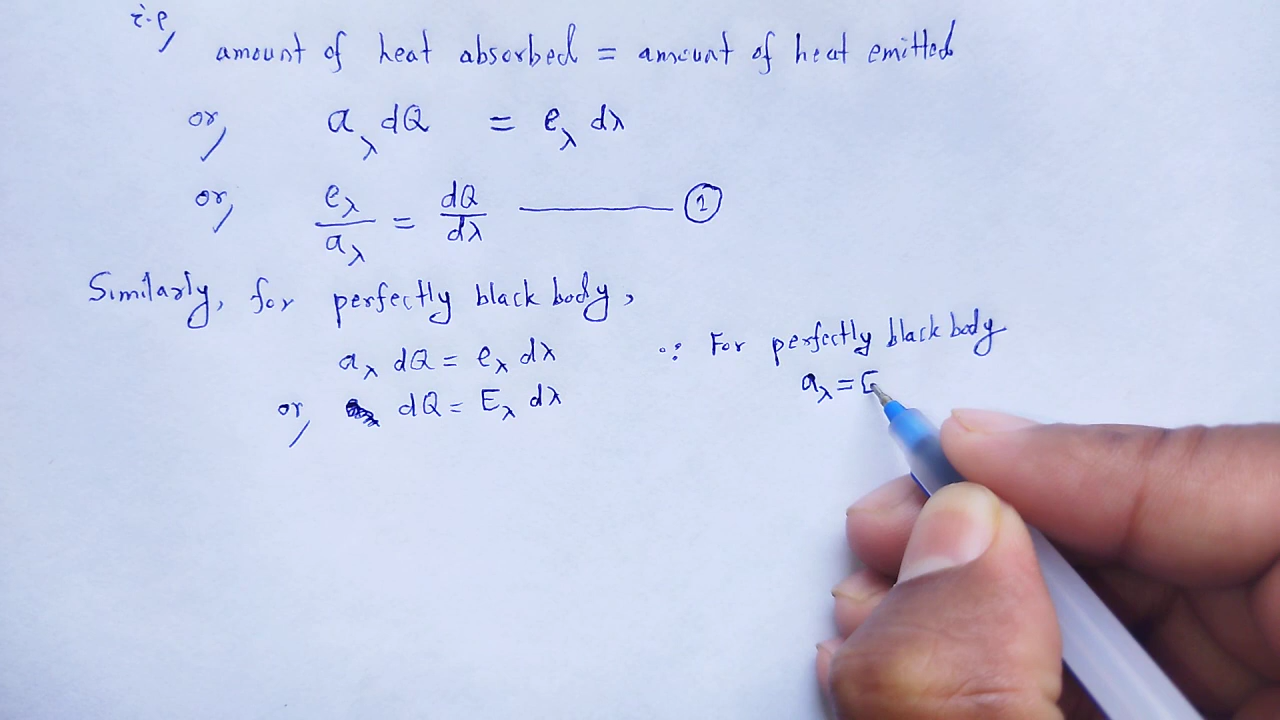 i.e,
amount of heat absorbed = amount of heat emitted
or, a_λ dQ = e_λ dλ
or, e_λ/a_λ = dQ/dλ ——— ①
Similarly, for perfectly black body,
a_λ dQ = e_λ dλ ∵ For perfectly black body
or, dQ = E_λ dλ a_λ = E